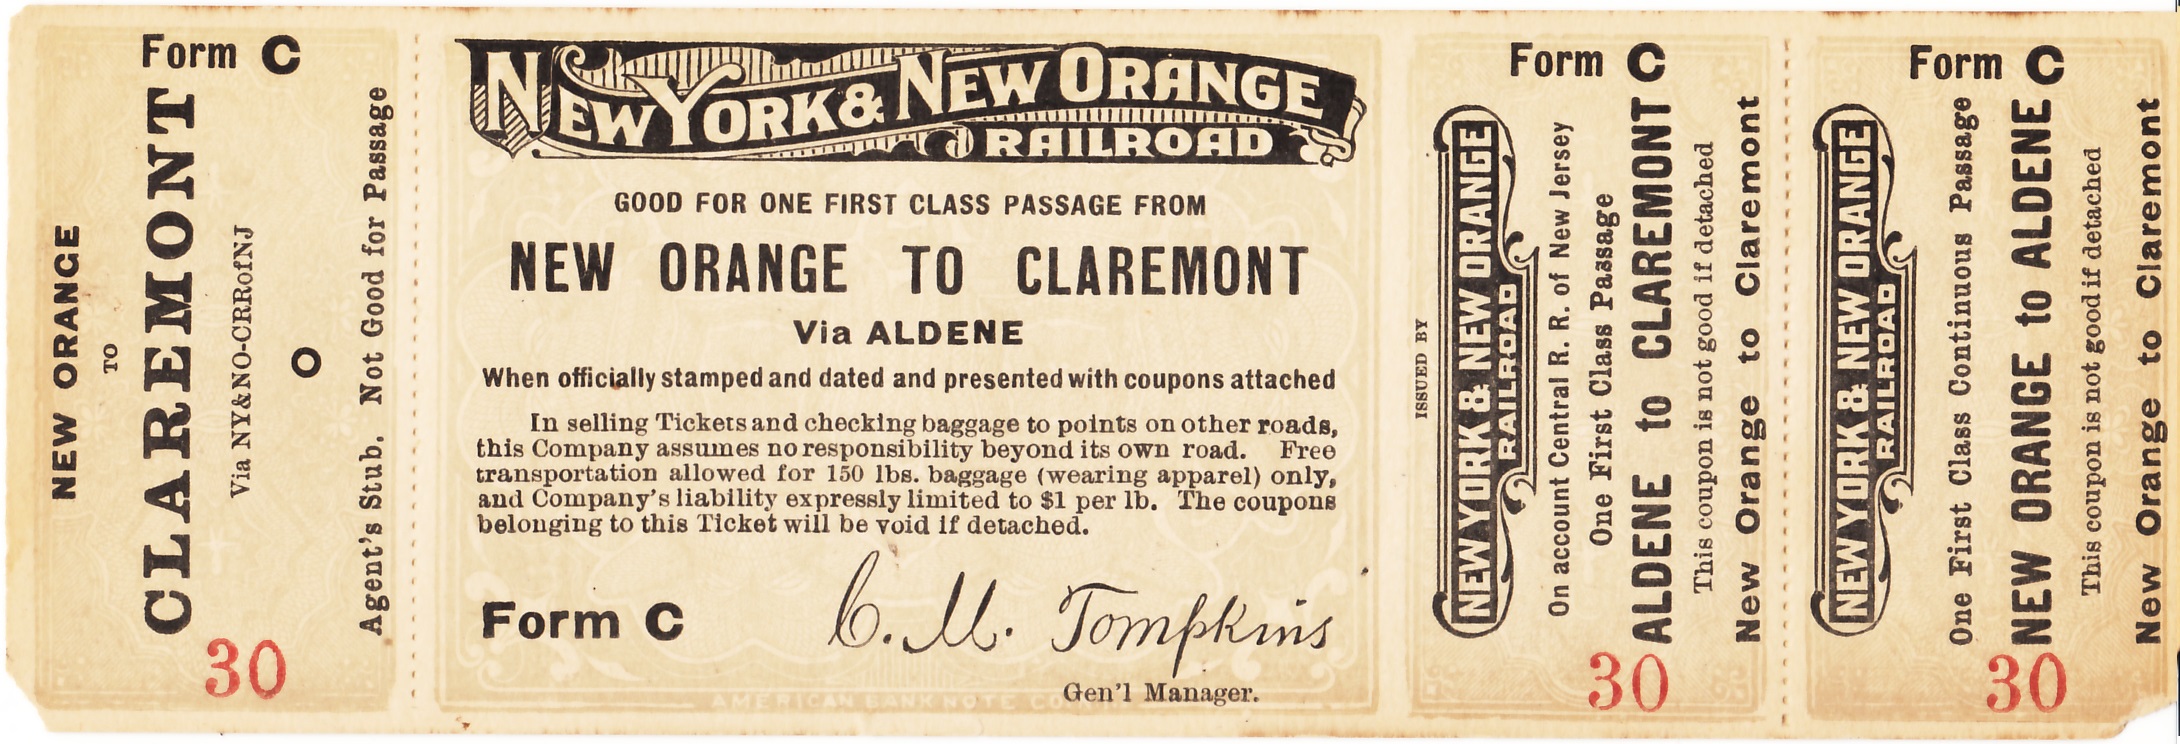 Form C
NEW ORANGE
TO
CLAREMONT
Via NY&NO-CRRofNJ
O
Agent's Stub. Not Good for Passage
30
NEW YORK & NEW ORANGE
RAILROAD
GOOD FOR ONE FIRST CLASS PASSAGE FROM
NEW ORANGE TO CLAREMONT
Via ALDENE
When officially stamped and dated and presented with coupons attached
In selling Tickets and checking baggage to points on other roads,
this Company assumes no responsibility beyond its own road. Free
transportation allowed for 150 lbs. baggage (wearing apparel) only,
and Company's liability expressly limited to $1 per lb. The coupons
belonging to this Ticket will be void if detached.
Form C
C. M. Tompkins
Gen'l Manager.
AMERICAN BANK NOTE
Form C
ISSUED BY
NEW YORK & NEW ORANGE
RAILROAD
On account Central R. R. of New Jersey
One First Class Passage
ALDENE to CLAREMONT
This coupon is not good if detached
New Orange to Claremont
30
Form C
NEW YORK & NEW ORANGE
RAILROAD
One First Class Continuous Passage
NEW ORANGE to ALDENE
This coupon is not good if detached
New Orange to Claremont
30